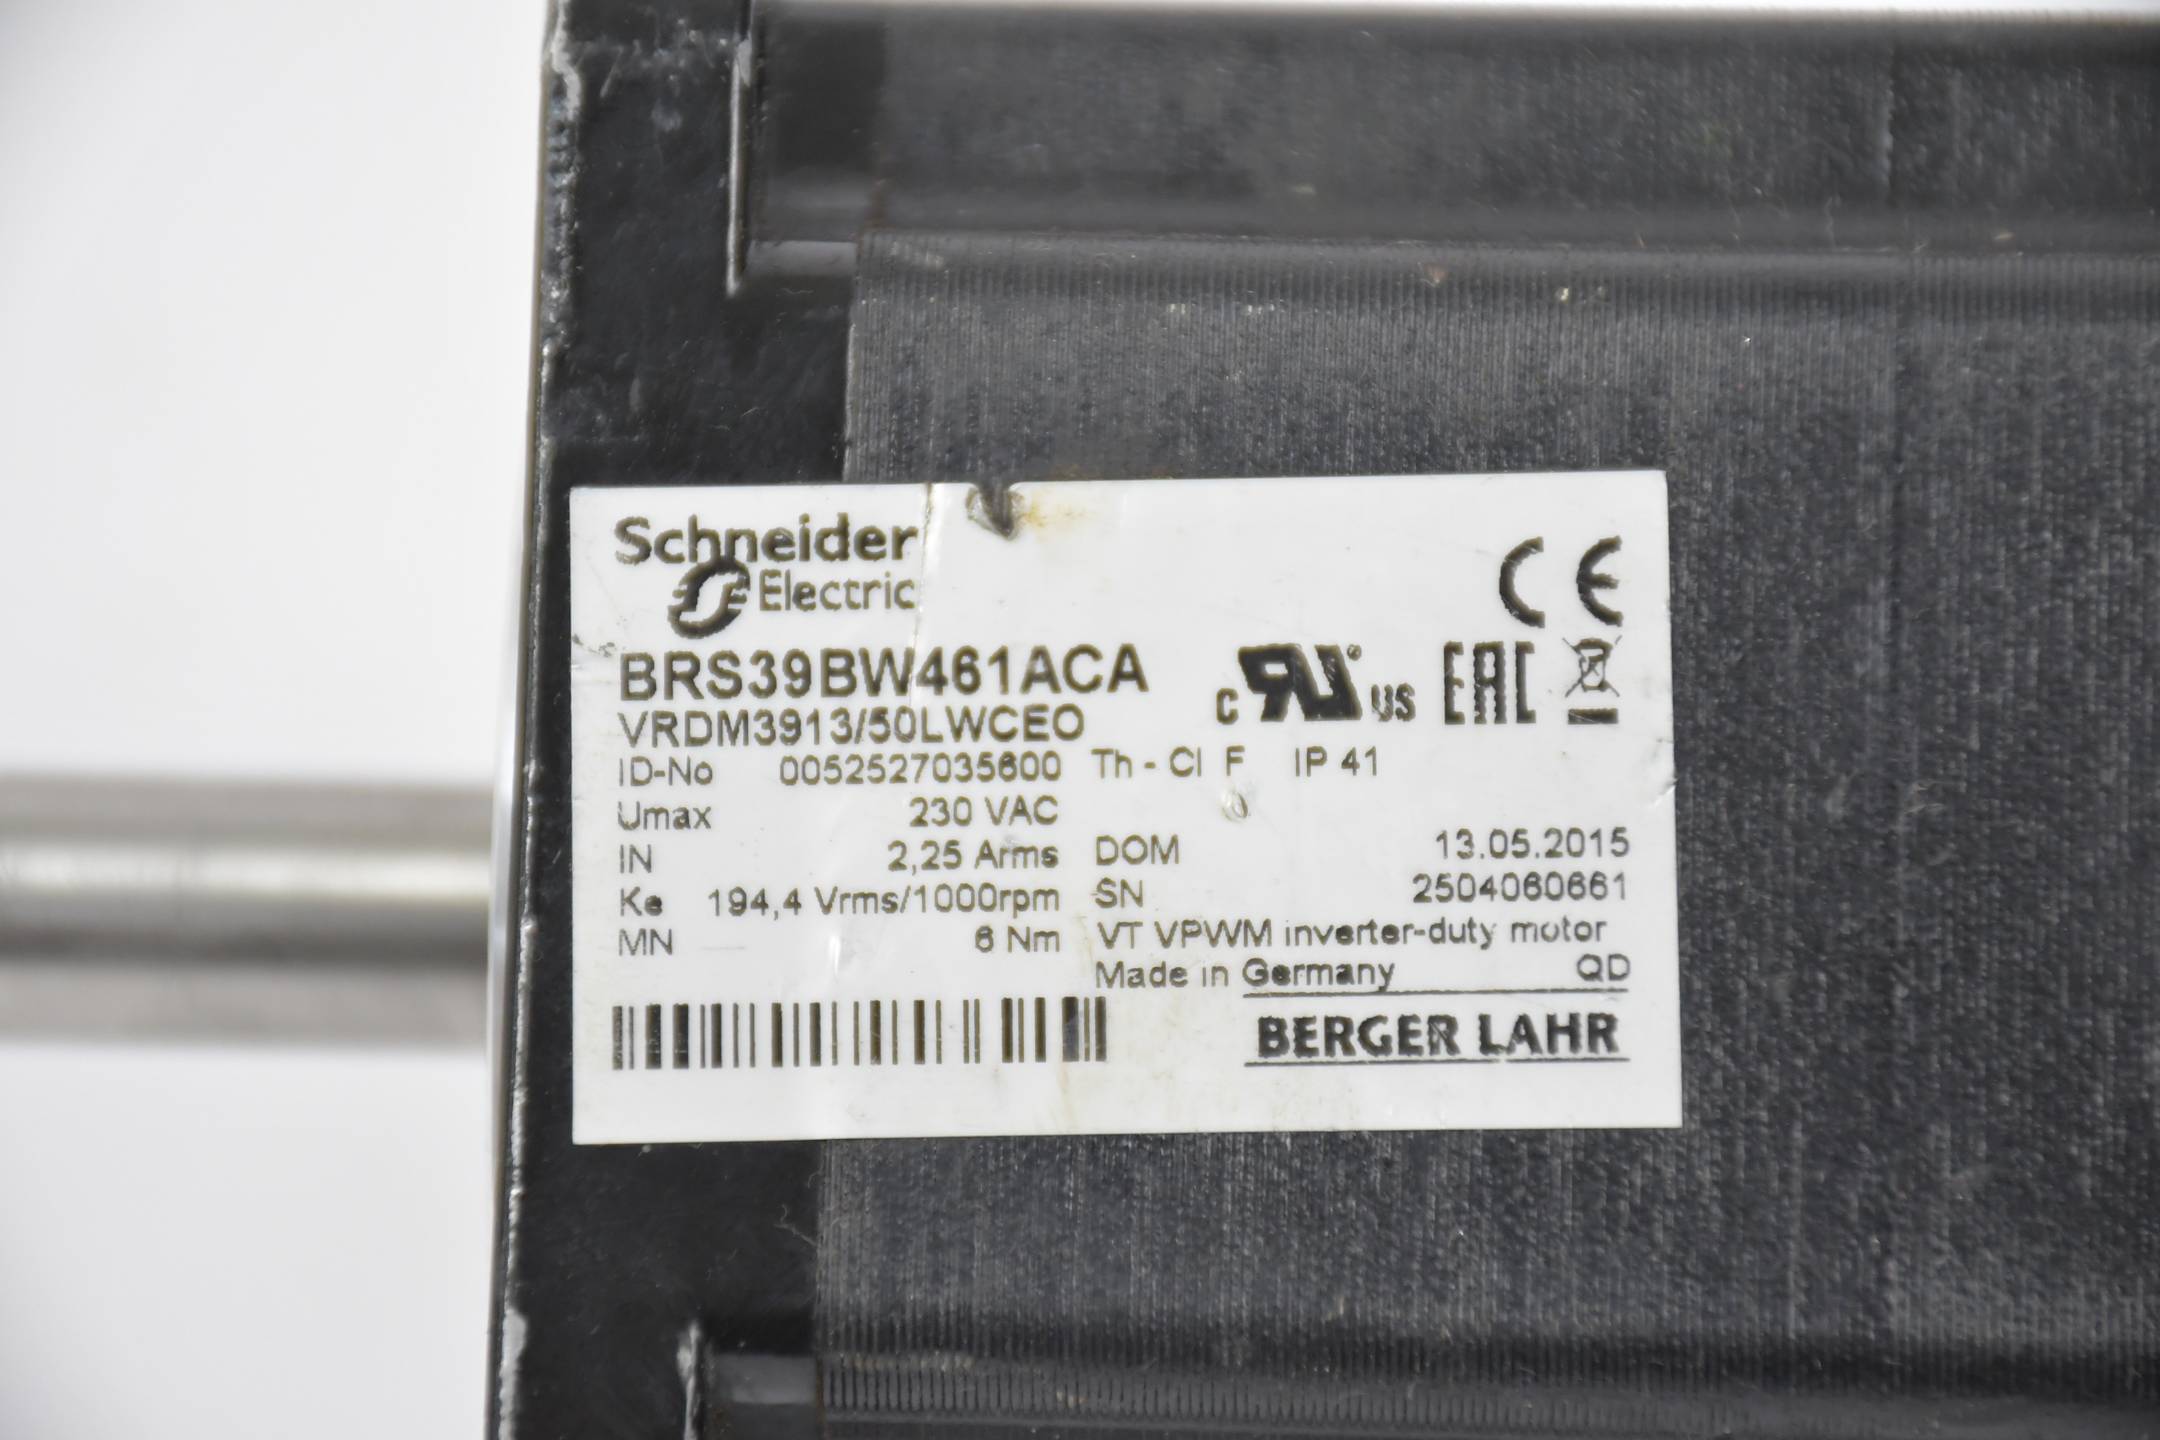 Schneider
Electric
CE
BRS39BW461ACA
c RU® US EAC
VRDM3913/50LWCEO
ID-No 0052527035600 Th - Cl F IP 41
Umax 230 VAC
IN 2,25 Arms DOM 13.05.2015
Ke 194,4 Vrms/1000rpm SN 2504060661
MN 6 Nm VT VPWM inverter-duty motor
Made in Germany QD
BERGER LAHR